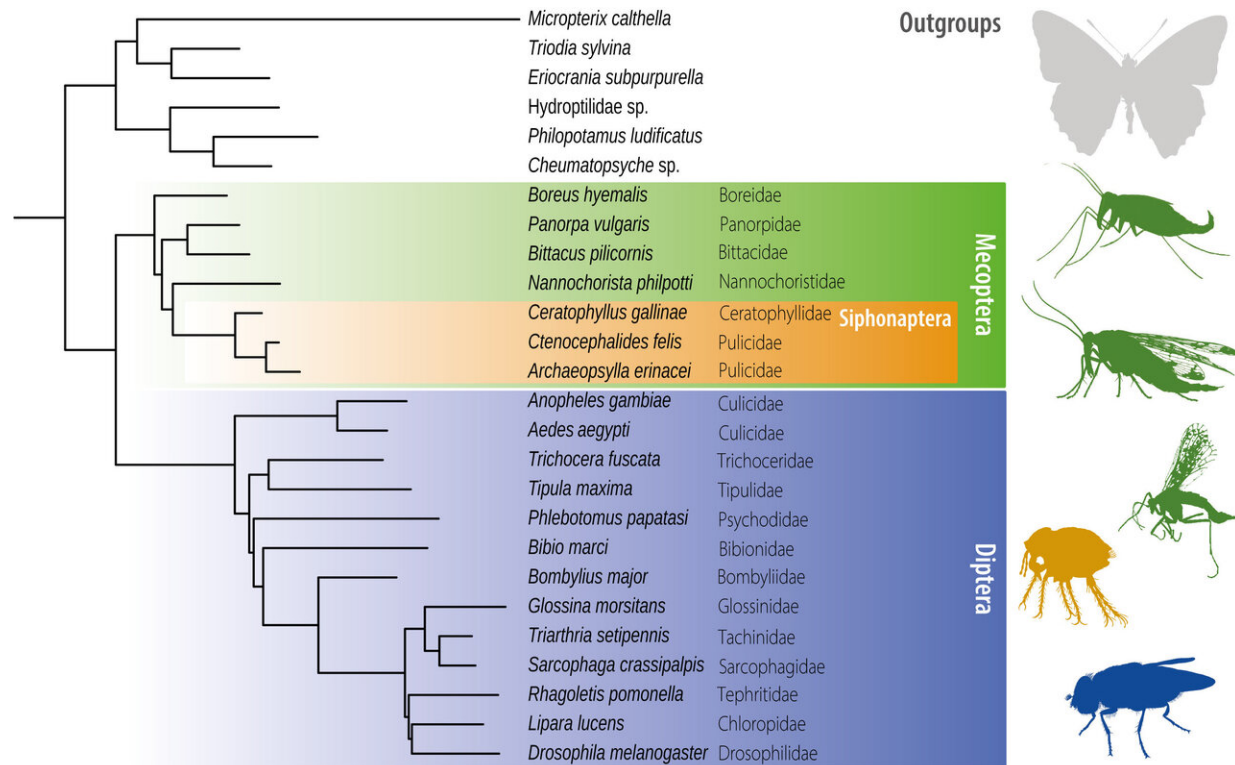 Micropterix calthella
Outgroups
Triodia sylvina
Eriocrania subpurpurella
Hydroptilidae sp.
Philopotamus ludificatus
Cheumatopsyche sp.
Boreus hyemalis Boreidae
Panorpa vulgaris Panorpidae
Bittacus pilicornis Bittacidae
Nannochorista philpotti Nannochoristidae
Mecoptera
Ceratophyllus gallinae Ceratophyllidae
Siphonaptera
Ctenocephalides felis Pulicidae
Archaeopsylla erinacei Pulicidae
Anopheles gambiae Culicidae
Aedes aegypti Culicidae
Trichocera fuscata Trichoceridae
Tipula maxima Tipulidae
Phlebotomus papatasi Psychodidae
Bibio marci Bibionidae
Diptera
Bombylius major Bombyliidae
Glossina morsitans Glossinidae
Triarthria setipennis Tachinidae
Sarcophaga crassipalpis Sarcophagidae
Rhagoletis pomonella Tephritidae
Lipara lucens Chloropidae
Drosophila melanogaster Drosophilidae